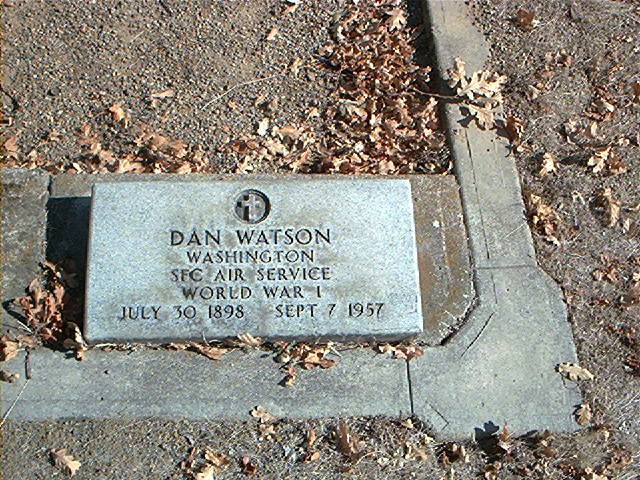 DAN WATSON
WASHINGTON
SFC AIR SERVICE
WORLD WAR I
JULY 30 1898 SEPT 7 1957